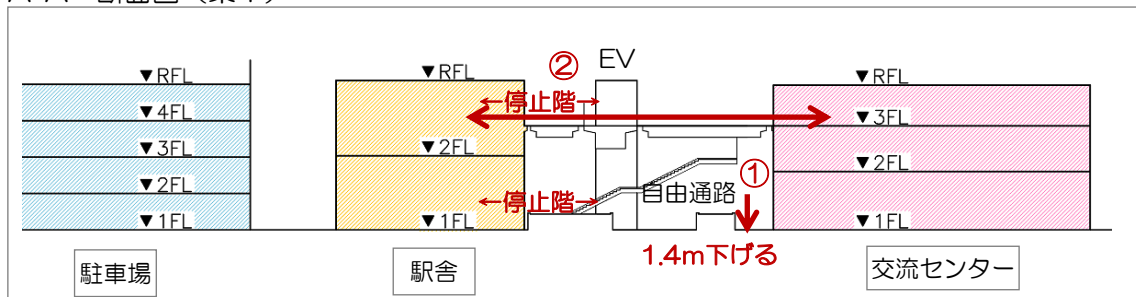 ② EV
▼RFL
▼4FL
▼3FL
▼2FL
▼1FL
駐車場
▼RFL
▼2FL
▼1FL
駅舎
←停止階→
←停止階→
自由通路
①
1.4m下げる
▼RFL
▼3FL
▼2FL
▼1FL
交流センター